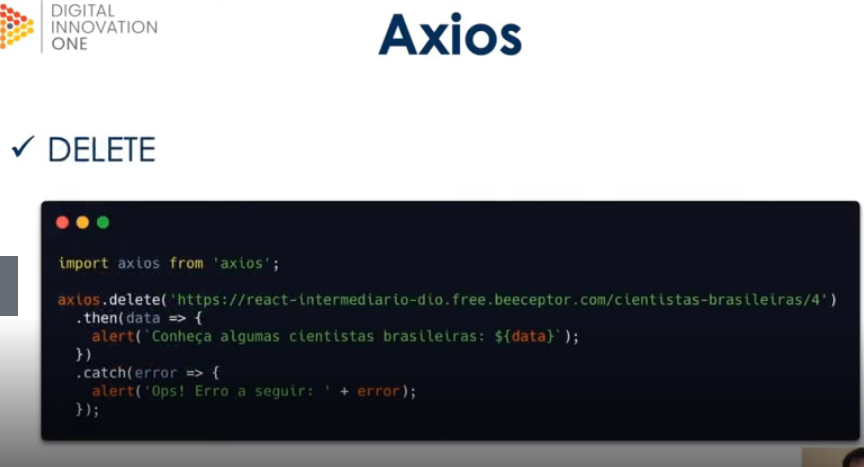 DIGITAL
INNOVATION
ONE
Axios
✓ DELETE
import axios from 'axios';
axios.delete('https://react-intermediario-dio.free.beeceptor.com/cientistas-brasileiras/4')
.then(data => {
alert(`Conheça algumas cientistas brasileiras: ${data}`);
})
.catch(error => {
alert('Ops! Erro a seguir: ' + error);
});